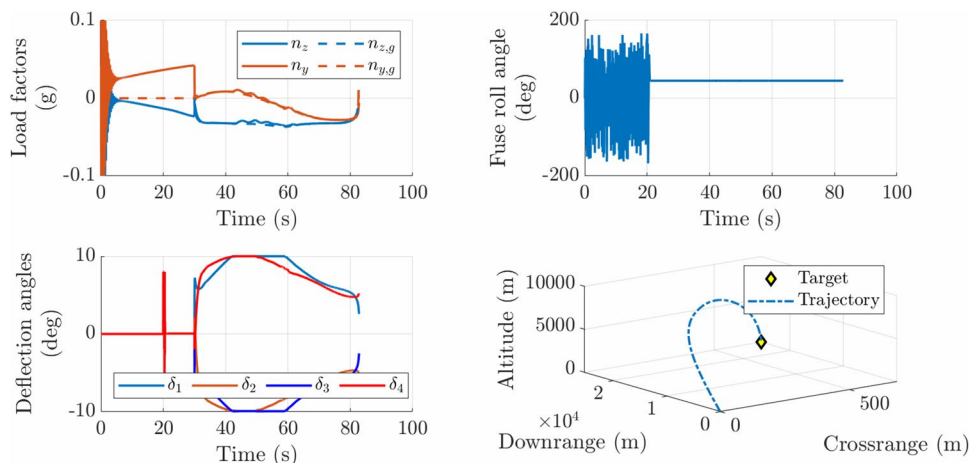 0.1
0
-0.1
Load factors
(g)
n_z n_{z,g}
n_y n_{y,g}
0 20 40 60 80 100
Time (s)
200
0
-200
Fuse roll angle
(deg)
0 20 40 60 80 100
Time (s)
10
0
-10
Deflection angles
(deg)
δ_1 δ_2 δ_3 δ_4
0 20 40 60 80 100
Time (s)
10000
5000
0
Altitude (m)
Target
Trajectory
2
1
0
×10^4
Downrange (m)
0
500
Crossrange (m)